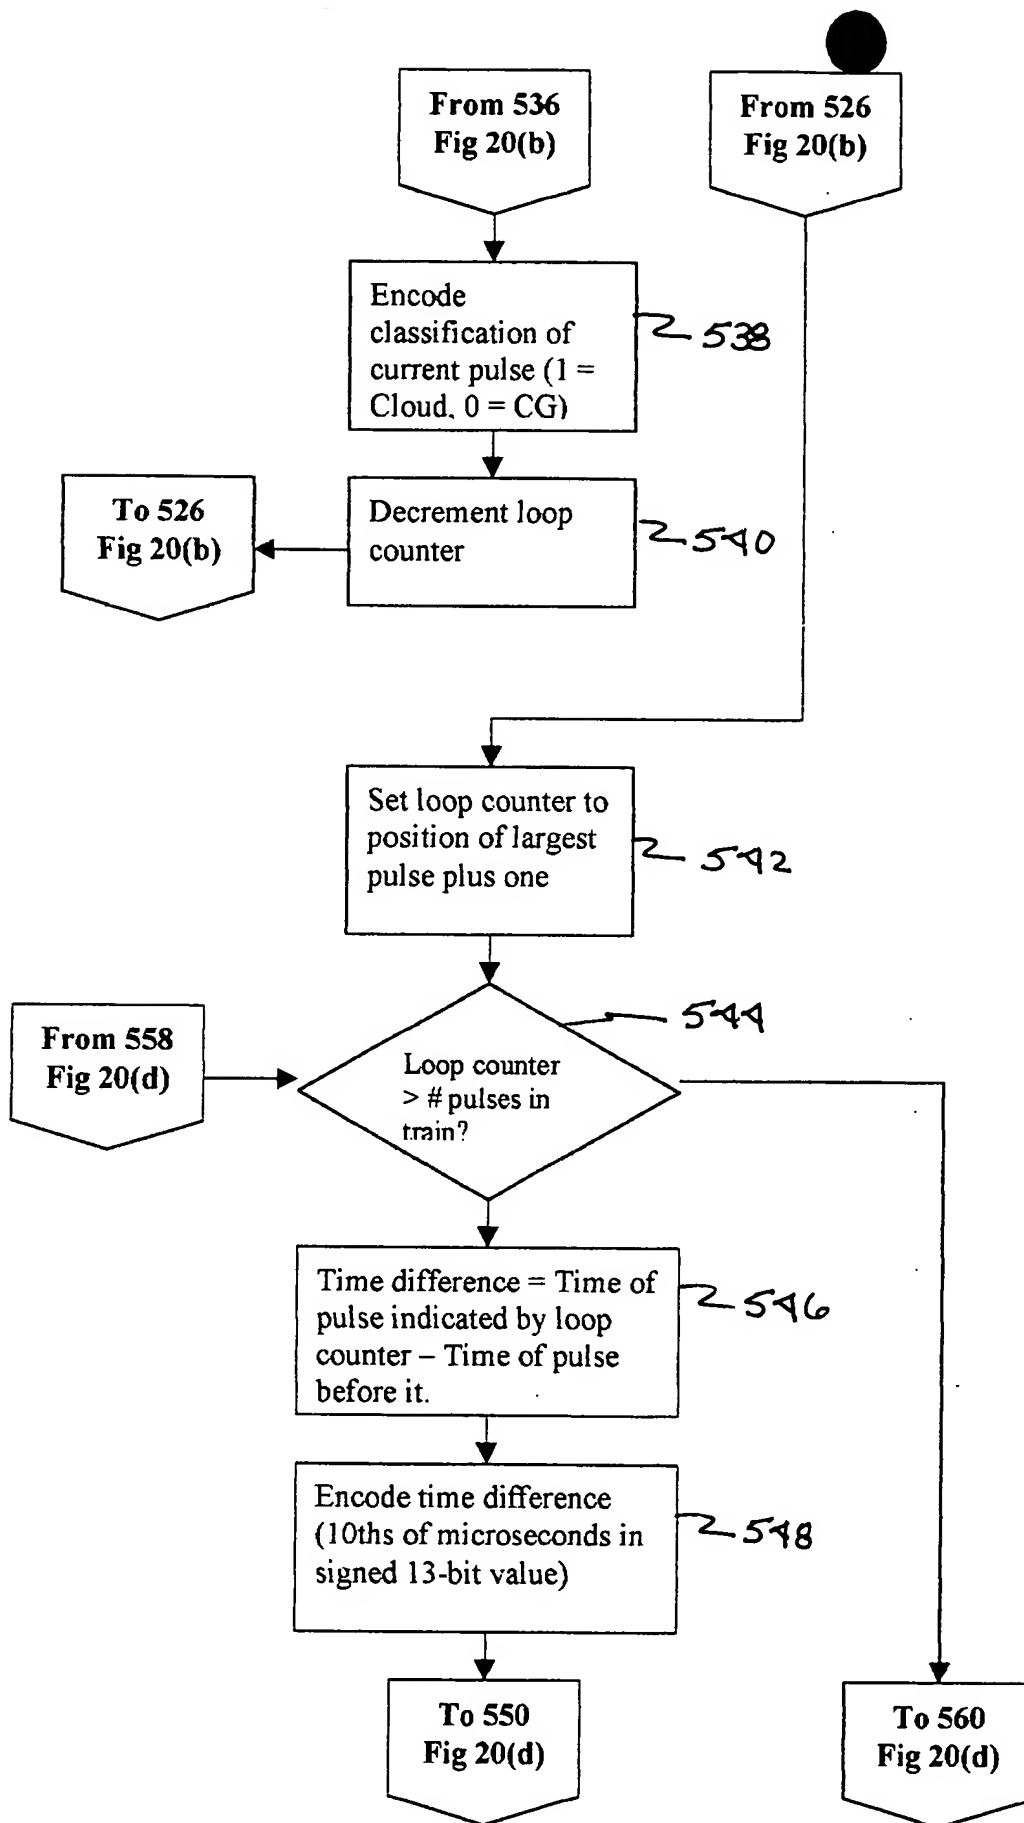 From 536
Fig 20(b)
From 526
Fig 20(b)
Encode
classification of
current pulse (1 =
Cloud, 0 = CG)
538
To 526
Fig 20(b)
Decrement loop
counter
540
Set loop counter to
position of largest
pulse plus one
542
From 558
Fig 20(d)
Loop counter
> # pulses in
train?
544
Time difference = Time of
pulse indicated by loop
counter – Time of pulse
before it.
546
Encode time difference
(10ths of microseconds in
signed 13-bit value)
548
To 550
Fig 20(d)
To 560
Fig 20(d)